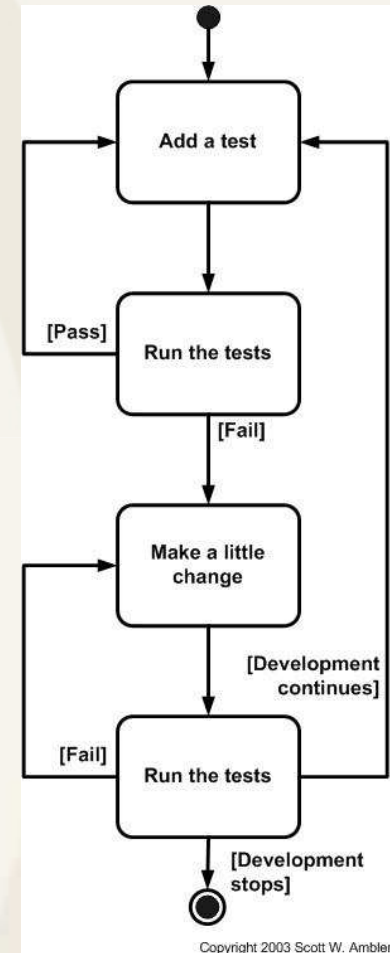 Add a test
[Pass]
Run the tests
[Fail]
Make a little
change
[Development
continues]
[Fail]
Run the tests
[Development
stops]
Copyright 2003 Scott W. Ambler